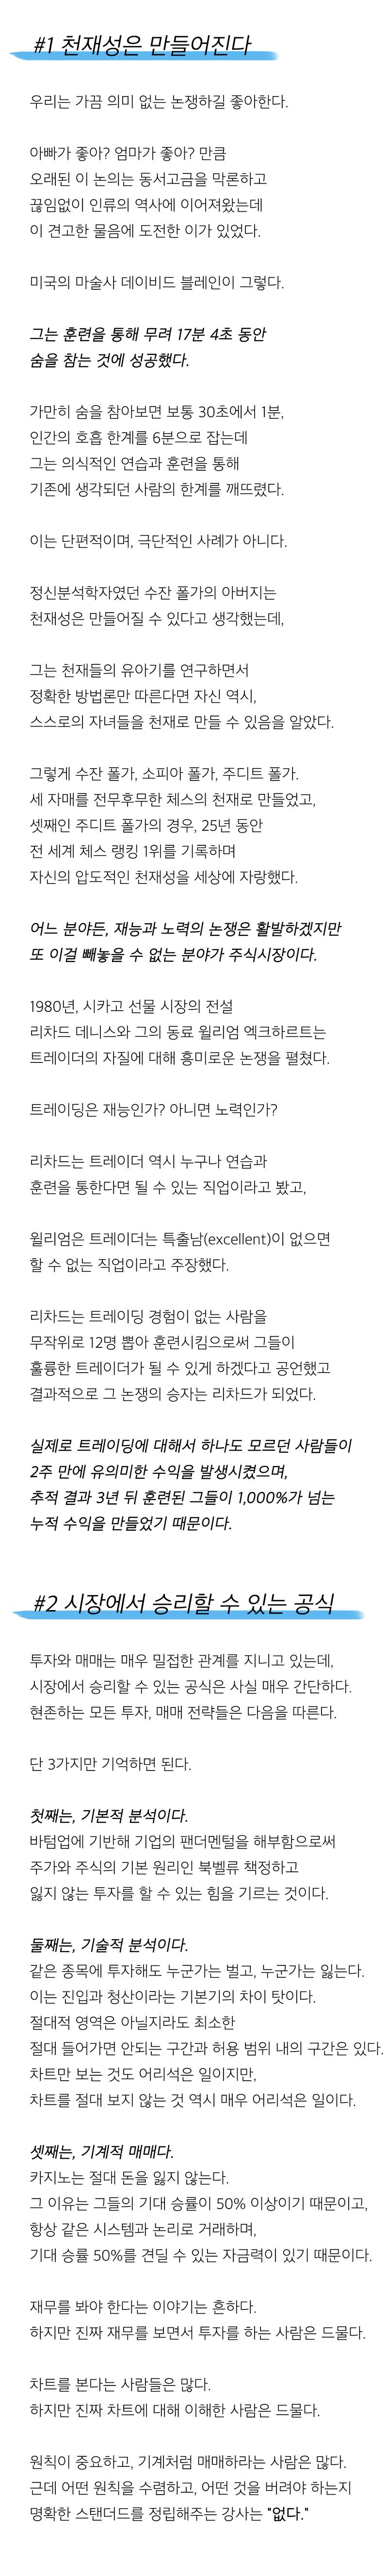 #1 천재성은 만들어진다
우리는 가끔 의미 없는 논쟁하길 좋아한다.
아빠가 좋아? 엄마가 좋아? 만큼
오래된 이 논의는 동서고금을 막론하고
끊임없이 인류의 역사에 이어져왔는데
이 견고한 물음에 도전한 이가 있었다.
미국의 마술사 데이비드 블레인이 그렇다.
그는 훈련을 통해 무려 17분 4초 동안
숨을 참는 것에 성공했다.
가만히 숨을 참아보면 보통 30초에서 1분,
인간의 호흡 한계를 6분으로 잡는데
그는 의식적인 연습과 훈련을 통해
기존에 생각되던 사람의 한계를 깨뜨렸다.
이는 단편적이며, 극단적인 사례가 아니다.
정신분석학자였던 수잔 폴가의 아버지는
천재성은 만들어질 수 있다고 생각했는데,
그는 천재들의 유아기를 연구하면서
정확한 방법론만 따른다면 자신 역시,
스스로의 자녀들을 천재로 만들 수 있음을 알았다.
그렇게 수잔 폴가, 소피아 폴가, 주디트 폴가.
세 자매를 전무후무한 체스의 천재로 만들었고,
셋째인 주디트 폴가의 경우, 25년 동안
전 세계 체스 랭킹 1위를 기록하며
자신의 압도적인 천재성을 세상에 자랑했다.
어느 분야든, 재능과 노력의 논쟁은 활발하겠지만
또 이걸 빼놓을 수 없는 분야가 주식시장이다.
1980년, 시카고 선물 시장의 전설
리차드 데니스와 그의 동료 윌리엄 엑크하르트는
트레이더의 자질에 대해 흥미로운 논쟁을 펼쳤다.
트레이딩은 재능인가? 아니면 노력인가?
리차드는 트레이더 역시 누구나 연습과
훈련을 통한다면 될 수 있는 직업이라고 봤고,
윌리엄은 트레이더는 특출남(excellent)이 없으면
할 수 없는 직업이라고 주장했다.
리차드는 트레이딩 경험이 없는 사람을
무작위로 12명 뽑아 훈련시킴으로써 그들이
훌륭한 트레이더가 될 수 있게 하겠다고 공언했고
결과적으로 그 논쟁의 승자는 리차드가 되었다.
실제로 트레이딩에 대해서 하나도 모르던 사람들이
2주 만에 유의미한 수익을 발생시켰으며,
추적 결과 3년 뒤 훈련된 그들이 1,000%가 넘는
누적 수익을 만들었기 때문이다.
#2 시장에서 승리할 수 있는 공식
투자와 매매는 매우 밀접한 관계를 지니고 있는데,
시장에서 승리할 수 있는 공식은 사실 매우 간단하다.
현존하는 모든 투자, 매매 전략들은 다음을 따른다.
단 3가지만 기억하면 된다.
첫째는, 기본적 분석이다.
바텀업에 기반해 기업의 팬더멘털을 해부함으로써
주가와 주식의 기본 원리인 북벨류 책정하고
잃지 않는 투자를 할 수 있는 힘을 기르는 것이다.
둘째는, 기술적 분석이다.
같은 종목에 투자해도 누군가는 벌고, 누군가는 잃는다.
이는 진입과 청산이라는 기본기의 차이 탓이다.
절대적 영역은 아닐지라도 최소한
절대 들어가면 안되는 구간과 허용 범위 내의 구간은 있다.
차트만 보는 것도 어리석은 일이지만,
차트를 절대 보지 않는 것 역시 매우 어리석은 일이다.
셋째는, 기계적 매매다.
카지노는 절대 돈을 잃지 않는다.
그 이유는 그들의 기대 승률이 50% 이상이기 때문이고,
항상 같은 시스템과 논리로 거래하며,
기대 승률 50%를 견딜 수 있는 자금력이 있기 때문이다.
재무를 봐야 한다는 이야기는 흔하다.
하지만 진짜 재무를 보면서 투자를 하는 사람은 드물다.
차트를 본다는 사람들은 많다.
하지만 진짜 차트에 대해 이해한 사람은 드물다.
원칙이 중요하고, 기계처럼 매매하라는 사람은 많다.
근데 어떤 원칙을 수렴하고, 어떤 것을 버려야 하는지
명확한 스탠더드를 정립해주는 강사는 "없다."